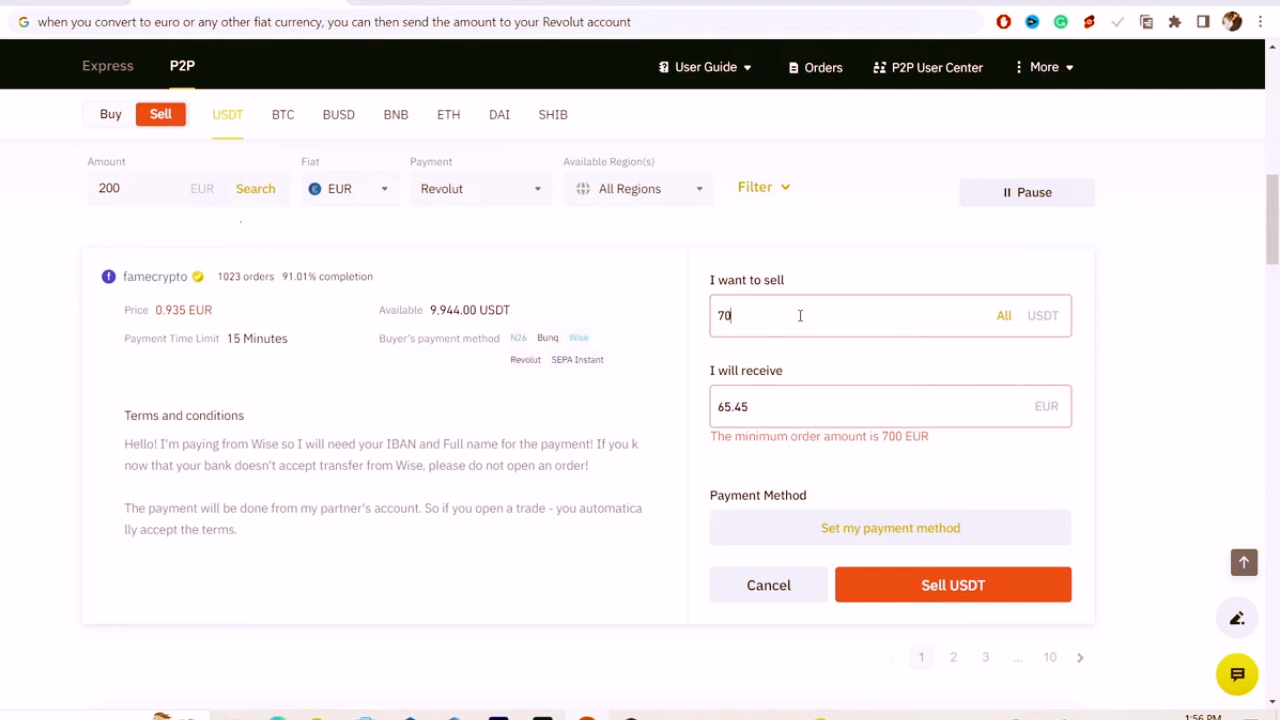 when you convert to euro or any other fiat currency, you can then send the amount to your Revolut account
Express P2P User Guide Orders P2P User Center More
Buy Sell USDT BTC BUSD BNB ETH DAI SHIB
Amount Fiat Payment Available Region(s)
200 EUR Search EUR Revolut All Regions Filter Pause
famecrypto 1023 orders 91.01% completion
Price 0.935 EUR Available 9,944.00 USDT
Payment Time Limit 15 Minutes Buyer's payment method N26 Bunq Wise
Revolut SEPA Instant
Terms and conditions
Hello! I'm paying from Wise so I will need your IBAN and Full name for the payment! If you k
now that your bank doesn't accept transfer from Wise, please do not open an order!
The payment will be done from my partner's account. So if you open a trade - you automatica
lly accept the terms.
I want to sell
70 All USDT
I will receive
65.45 EUR
The minimum order amount is 700 EUR
Payment Method
Set my payment method
Cancel Sell USDT
1 2 3 ... 10
1:56 PM